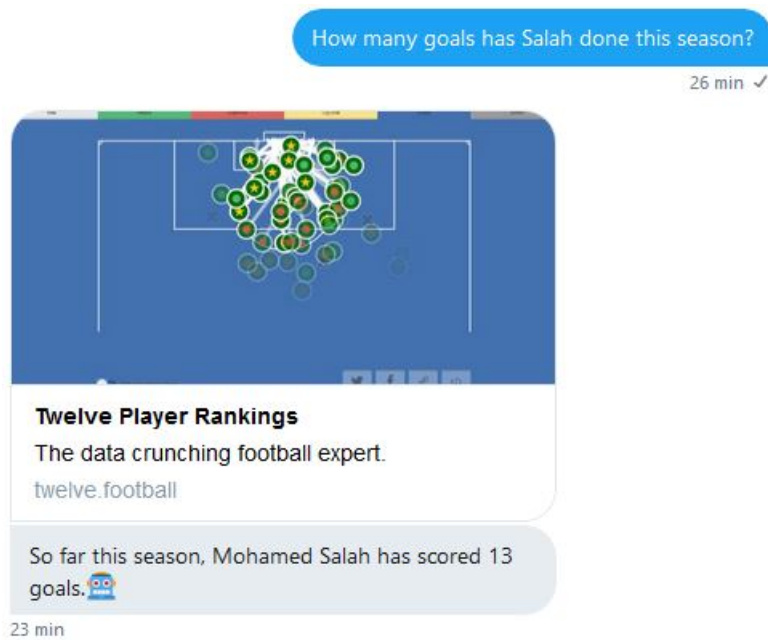 How many goals has Salah done this season?
26 min ✓
Twelve Player Rankings
The data crunching football expert.
twelve.football
So far this season, Mohamed Salah has scored 13
goals.🤖
23 min